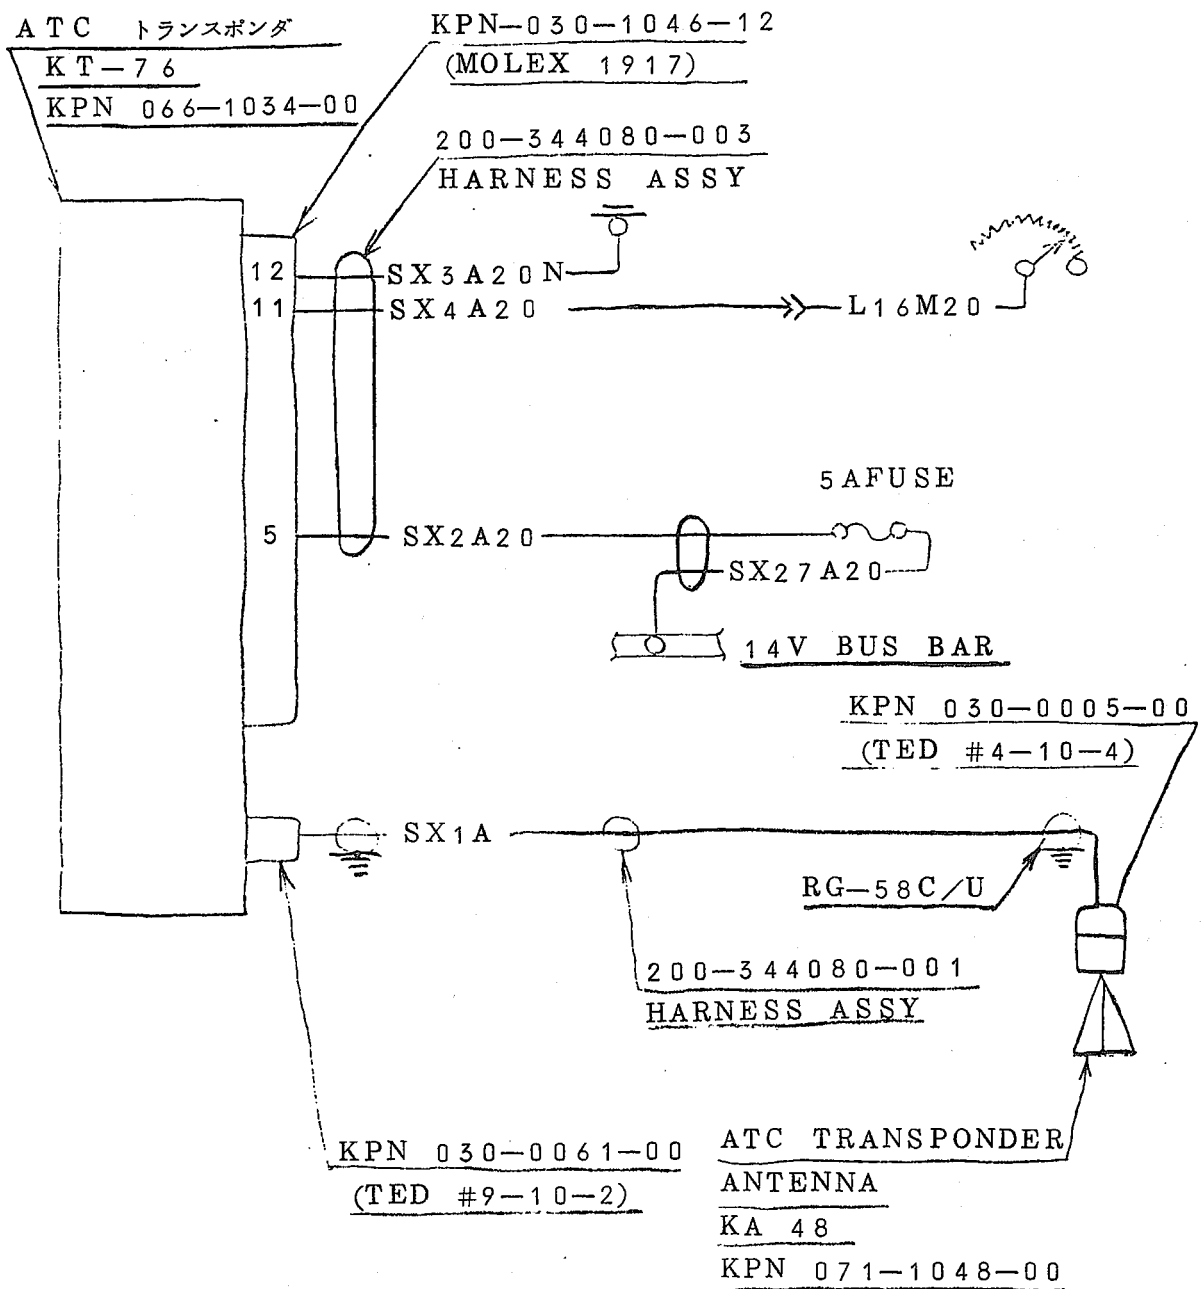 ATC トランスポンダ
KT-76
KPN 066-1034-00
KPN-030-1046-12
(MOLEX 1917)
200-344080-003
HARNESS ASSY
12
SX3A20N
11
SX4A20
L16M20
5AFUSE
5
SX2A20
SX27A20
14V BUS BAR
KPN 030-0005-00
(TED #4-10-4)
SX1A
RG-58C/U
200-344080-001
HARNESS ASSY
KPN 030-0061-00
(TED #9-10-2)
ATC TRANSPONDER
ANTENNA
KA 48
KPN 071-1048-00